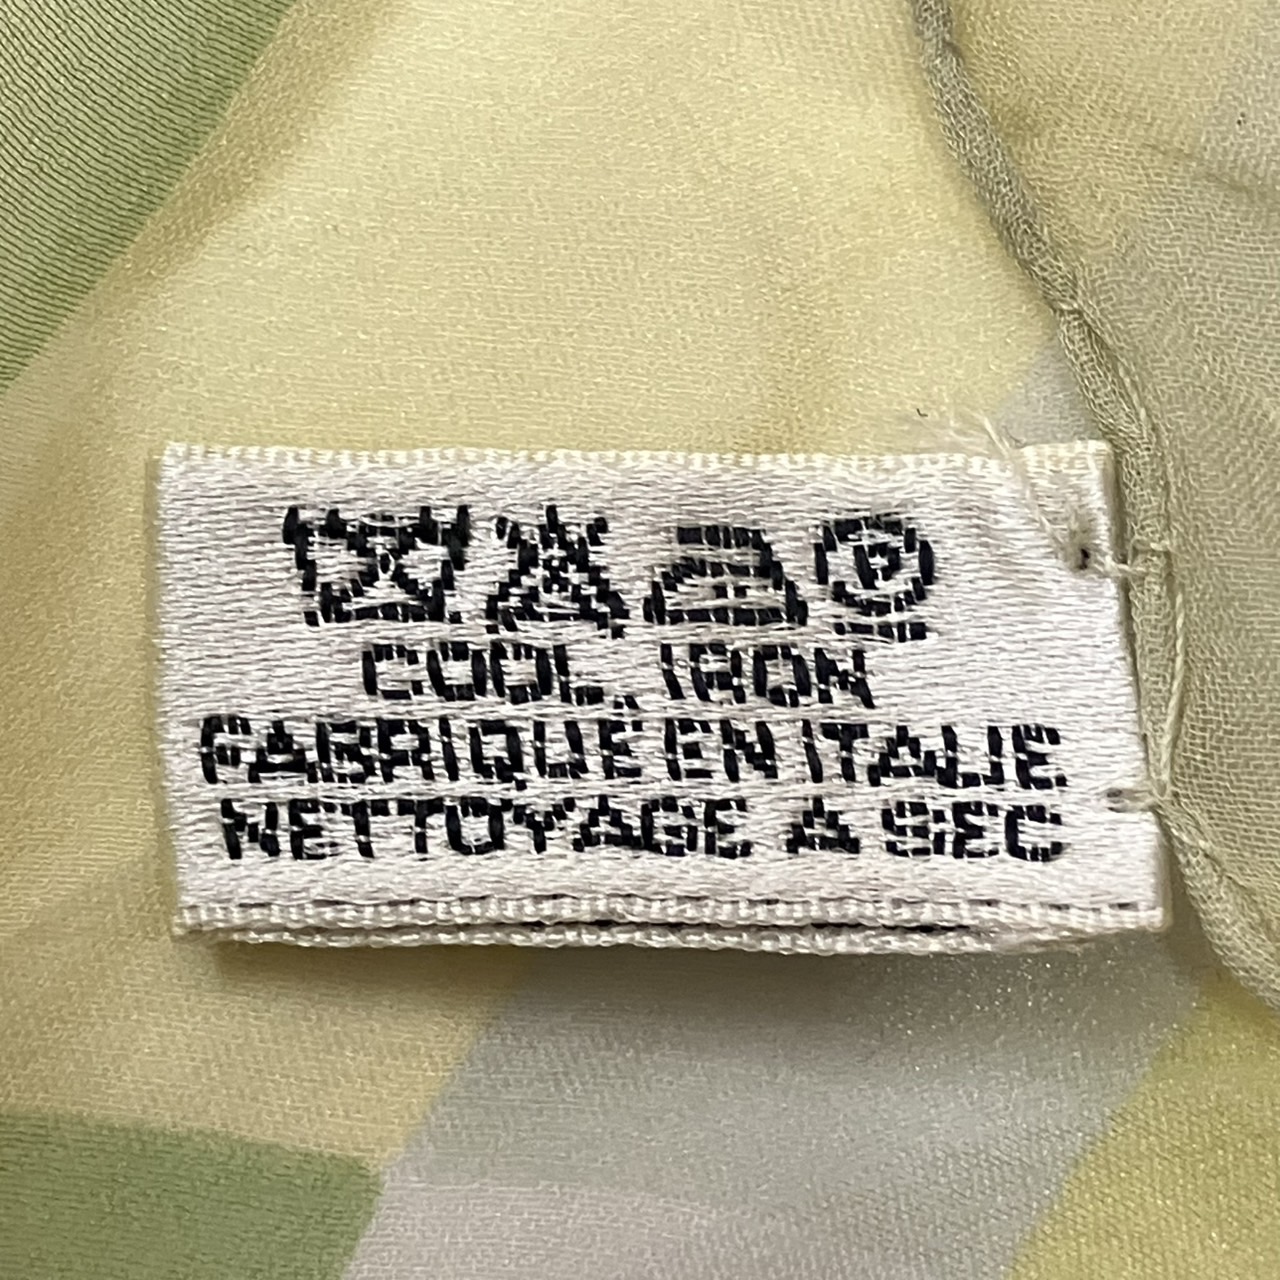 COOL IRON
FABRIQUÉ EN ITALIE
NETTOYAGE A SEC